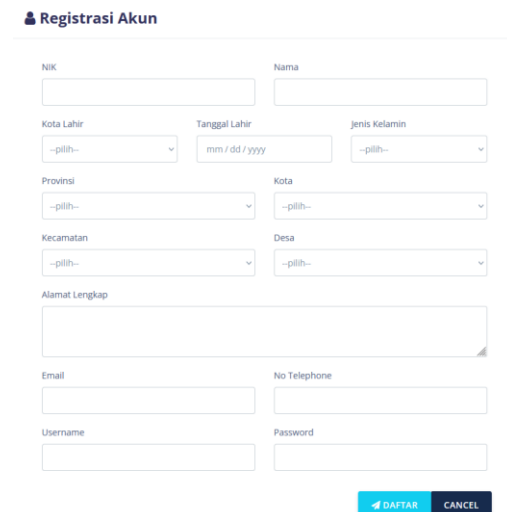 Registrasi Akun
NIK Nama
Kota Lahir Tanggal Lahir Jenis Kelamin
--pilih-- mm / dd / yyyy --pilih--
Provinsi Kota
--pilih-- --pilih--
Kecamatan Desa
--pilih-- --pilih--
Alamat Lengkap
Email No Telephone
Username Password
DAFTAR CANCEL